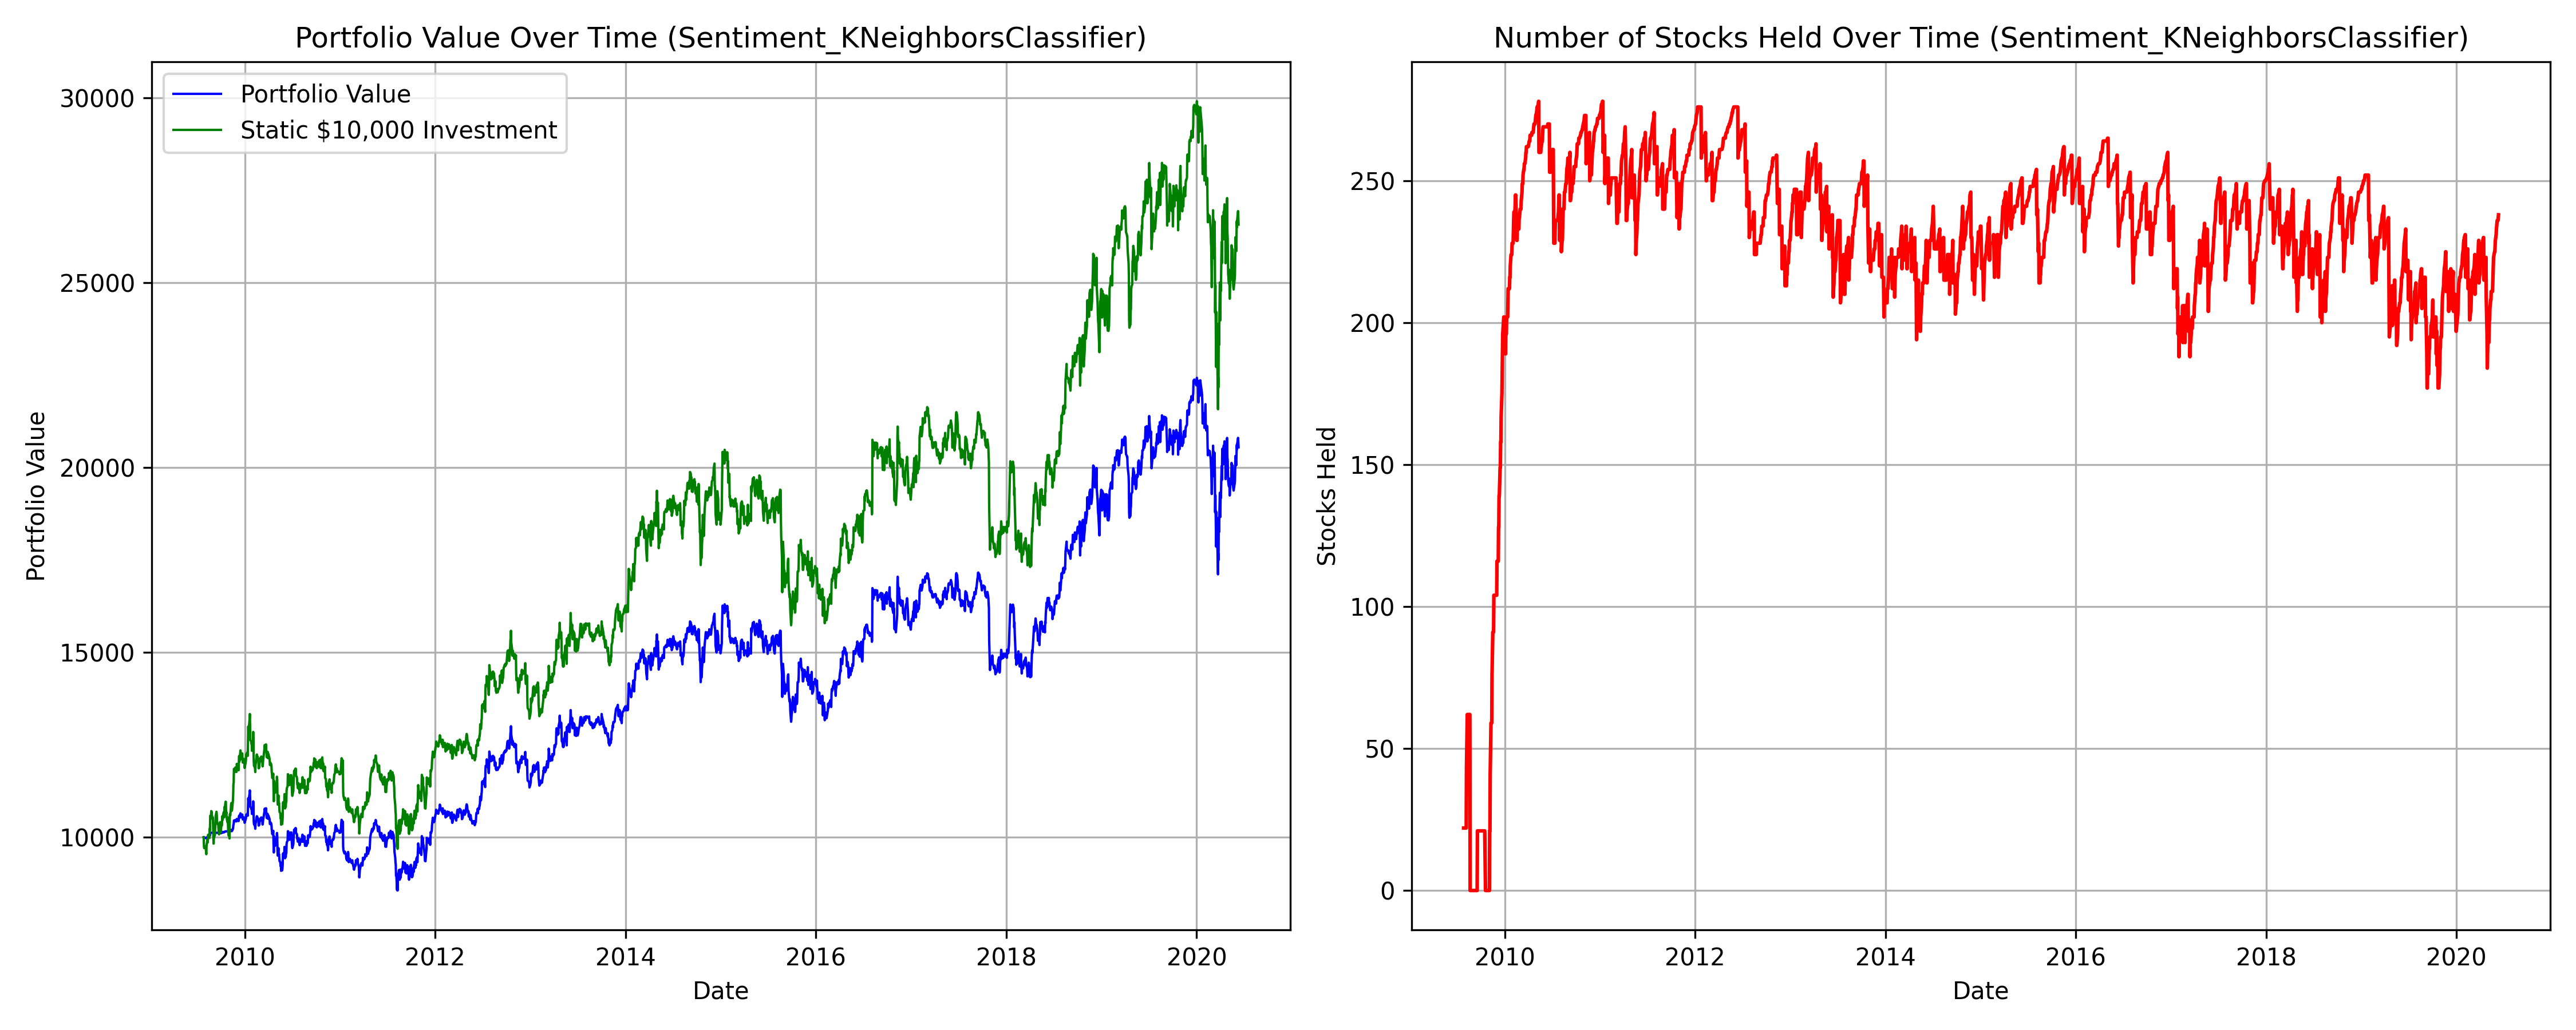 Portfolio Value Over Time (Sentiment_KNeighborsClassifier)
Portfolio Value
Static $10,000 Investment
30000
25000
20000
15000
10000
Portfolio Value
2010 2012 2014 2016 2018 2020
Date
Number of Stocks Held Over Time (Sentiment_KNeighborsClassifier)
250
200
150
100
50
0
Stocks Held
2010 2012 2014 2016 2018 2020
Date